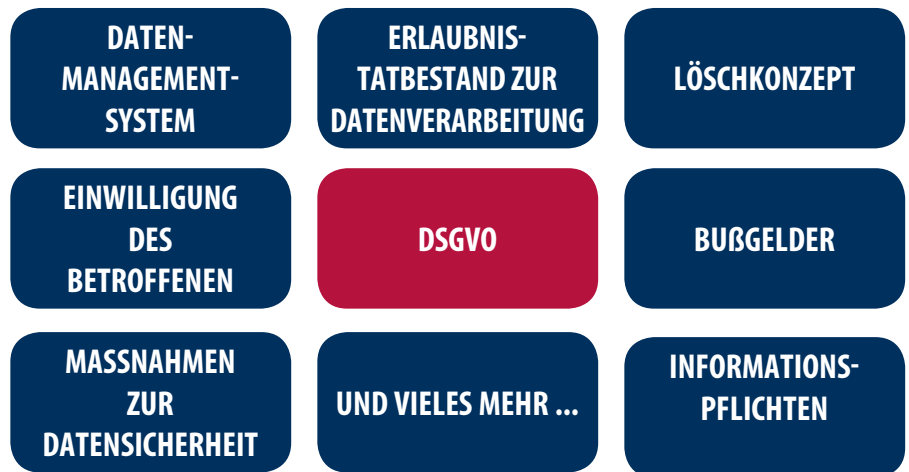 DATEN-
MANAGEMENT-
SYSTEM
ERLAUBNIS-
TATBESTAND ZUR
DATENVERARBEITUNG
LÖSCHKONZEPT
EINWILLIGUNG
DES
BETROFFENEN
DSGVO
BUßGELDER
MASSNAHMEN
ZUR
DATENSICHERHEIT
UND VIELES MEHR ...
INFORMATIONS-
PFLICHTEN